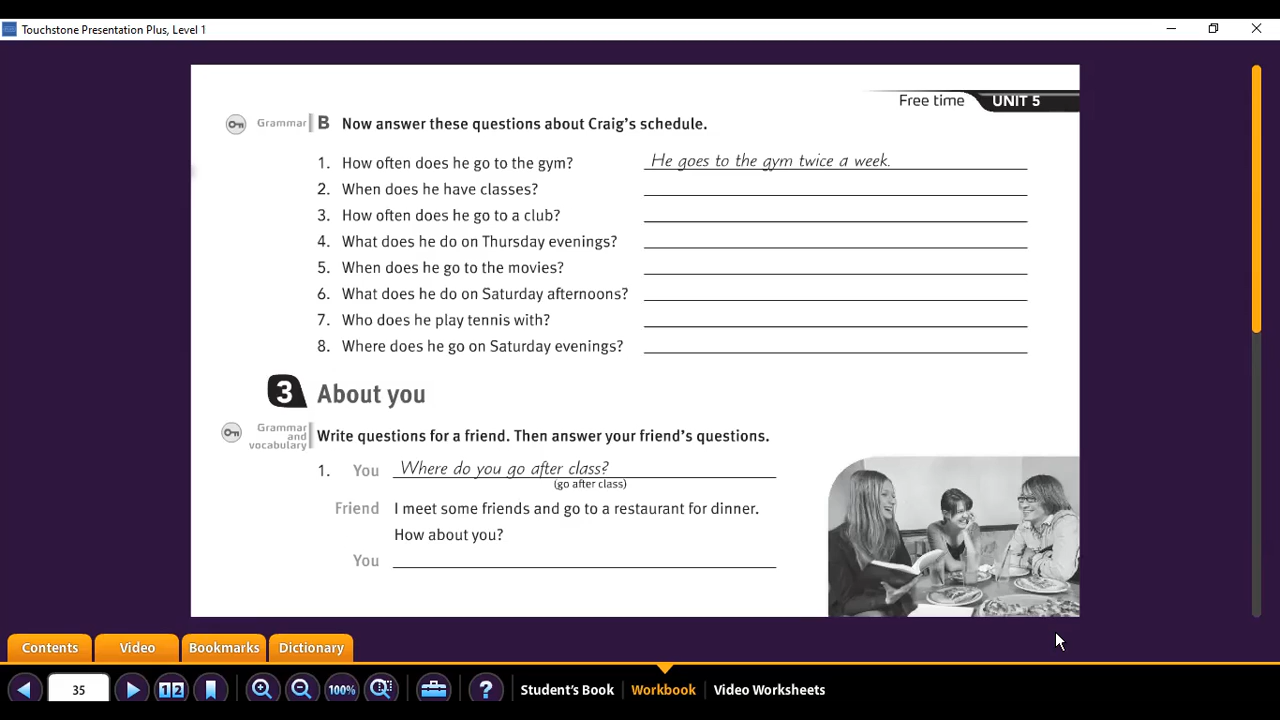 Touchstone Presentation Plus, Level 1
Free time UNIT 5
Grammar B Now answer these questions about Craig's schedule.
1. How often does he go to the gym? He goes to the gym twice a week.
2. When does he have classes?
3. How often does he go to a club?
4. What does he do on Thursday evenings?
5. When does he go to the movies?
6. What does he do on Saturday afternoons?
7. Who does he play tennis with?
8. Where does he go on Saturday evenings?
3 About you
Grammar
and
vocabulary
Write questions for a friend. Then answer your friend's questions.
1. You Where do you go after class?
(go after class)
Friend I meet some friends and go to a restaurant for dinner.
How about you?
You
Contents Video Bookmarks Dictionary
35 1 2 100% ? Student's Book Workbook Video Worksheets